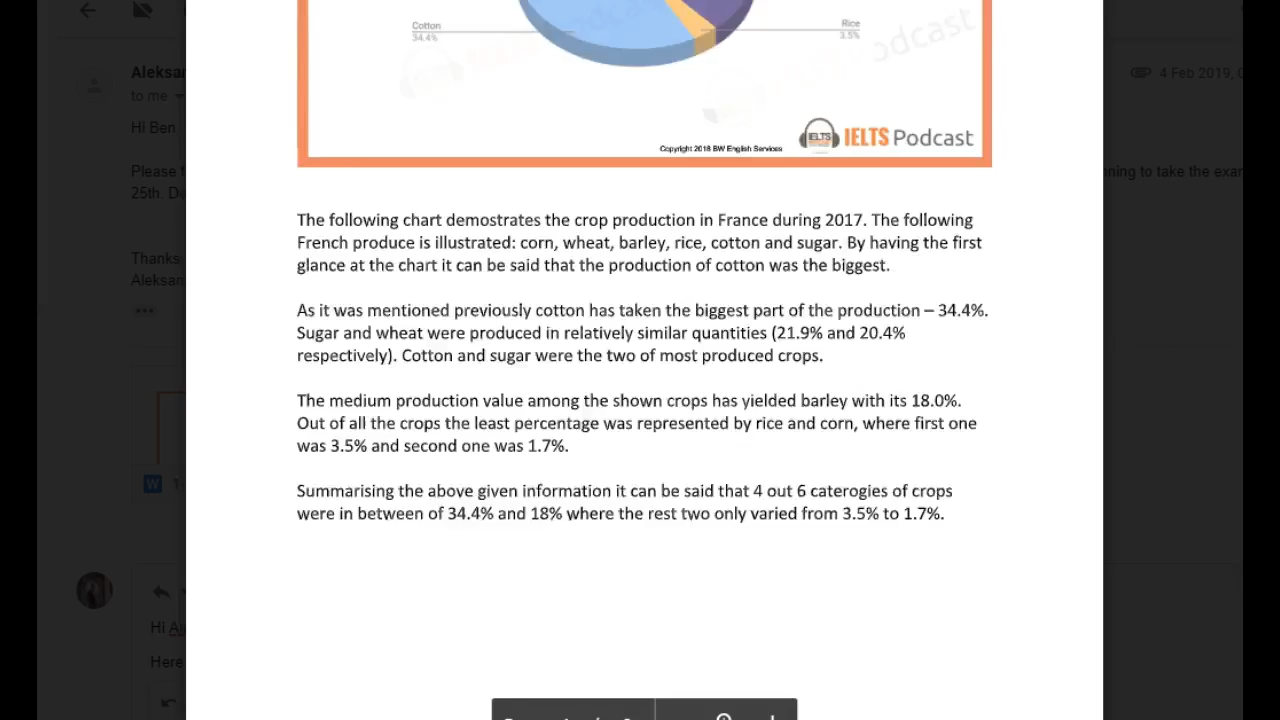 Cotton
34.4%
Rice
3.5%
Copyright 2018 BW English Services
IELTS
IELTS Podcast
Aleksan
to me
4 Feb 2019,
Hi Ben
Please
ning to take the exam
25th.
Thanks
Aleksan
The following chart demostrates the crop production in France during 2017. The following
French produce is illustrated: corn, wheat, barley, rice, cotton and sugar. By having the first
glance at the chart it can be said that the production of cotton was the biggest.
As it was mentioned previously cotton has taken the biggest part of the production – 34.4%.
Sugar and wheat were produced in relatively similar quantities (21.9% and 20.4%
respectively). Cotton and sugar were the two of most produced crops.
The medium production value among the shown crops has yielded barley with its 18.0%.
Out of all the crops the least percentage was represented by rice and corn, where first one
was 3.5% and second one was 1.7%.
Summarising the above given information it can be said that 4 out 6 caterogies of crops
were in between of 34.4% and 18% where the rest two only varied from 3.5% to 1.7%.
W
Hi
Here